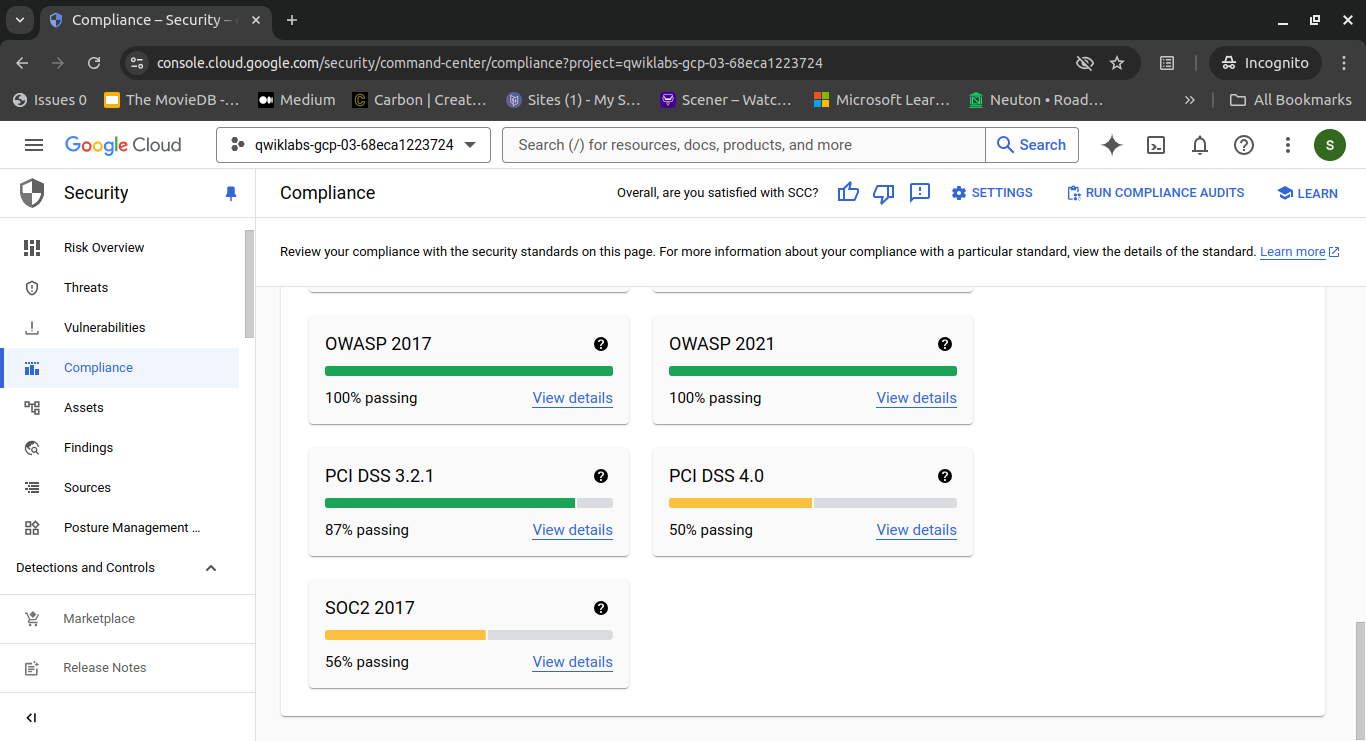 Compliance – Security –
console.cloud.google.com/security/command-center/compliance?project=qwiklabs-gcp-03-68eca1223724
Incognito
Issues 0
The MovieDB -...
Medium
Carbon | Creat...
Sites (1) - My S...
Scener – Watc...
Microsoft Lear...
Neuton • Road...
»
All Bookmarks
Google Cloud
qwiklabs-gcp-03-68eca1223724
Search (/) for resources, docs, products, and more
Search
S
Security
Compliance
Overall, are you satisfied with SCC?
SETTINGS
RUN COMPLIANCE AUDITS
LEARN
Risk Overview
Threats
Vulnerabilities
Compliance
Assets
Findings
Sources
Posture Management ...
Detections and Controls
Marketplace
Release Notes
Review your compliance with the security standards on this page. For more information about your compliance with a particular standard, view the details of the standard. Learn more
OWASP 2017
100% passing
View details
OWASP 2021
100% passing
View details
PCI DSS 3.2.1
87% passing
View details
PCI DSS 4.0
50% passing
View details
SOC2 2017
56% passing
View details